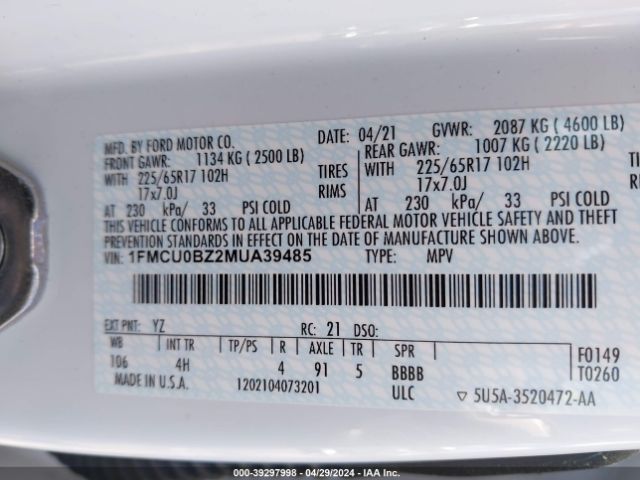 MFD. BY FORD MOTOR CO.
DATE: 04/21 GVWR: 2087 KG ( 4600 LB)
FRONT GAWR: 1134 KG ( 2500 LB) REAR GAWR: 1007 KG ( 2220 LB)
WITH 225/65R17 102H TIRES WITH 225/65R17 102H
17x7.0J RIMS 17x7.0J
AT 230 kPa/ 33 PSI COLD AT 230 kPa/ 33 PSI COLD
THIS VEHICLE CONFORMS TO ALL APPLICABLE FEDERAL MOTOR VEHICLE SAFETY AND THEFT
PREVENTION STANDARDS IN EFFECT ON THE DATE OF MANUFACTURE SHOWN ABOVE.
VIN: 1FMCU0BZ2MUA39485 TYPE: MPV
EXT PNT: YZ RC: 21 DSO:
WB INT TR TP/PS R AXLE TR SPR F0149
106 4H 4 91 5 BBBB T0260
MADE IN U.S.A. 1202104073201 ULC 5U5A-3520472-AA
000-39297998 - 04/29/2024 - IAA Inc.